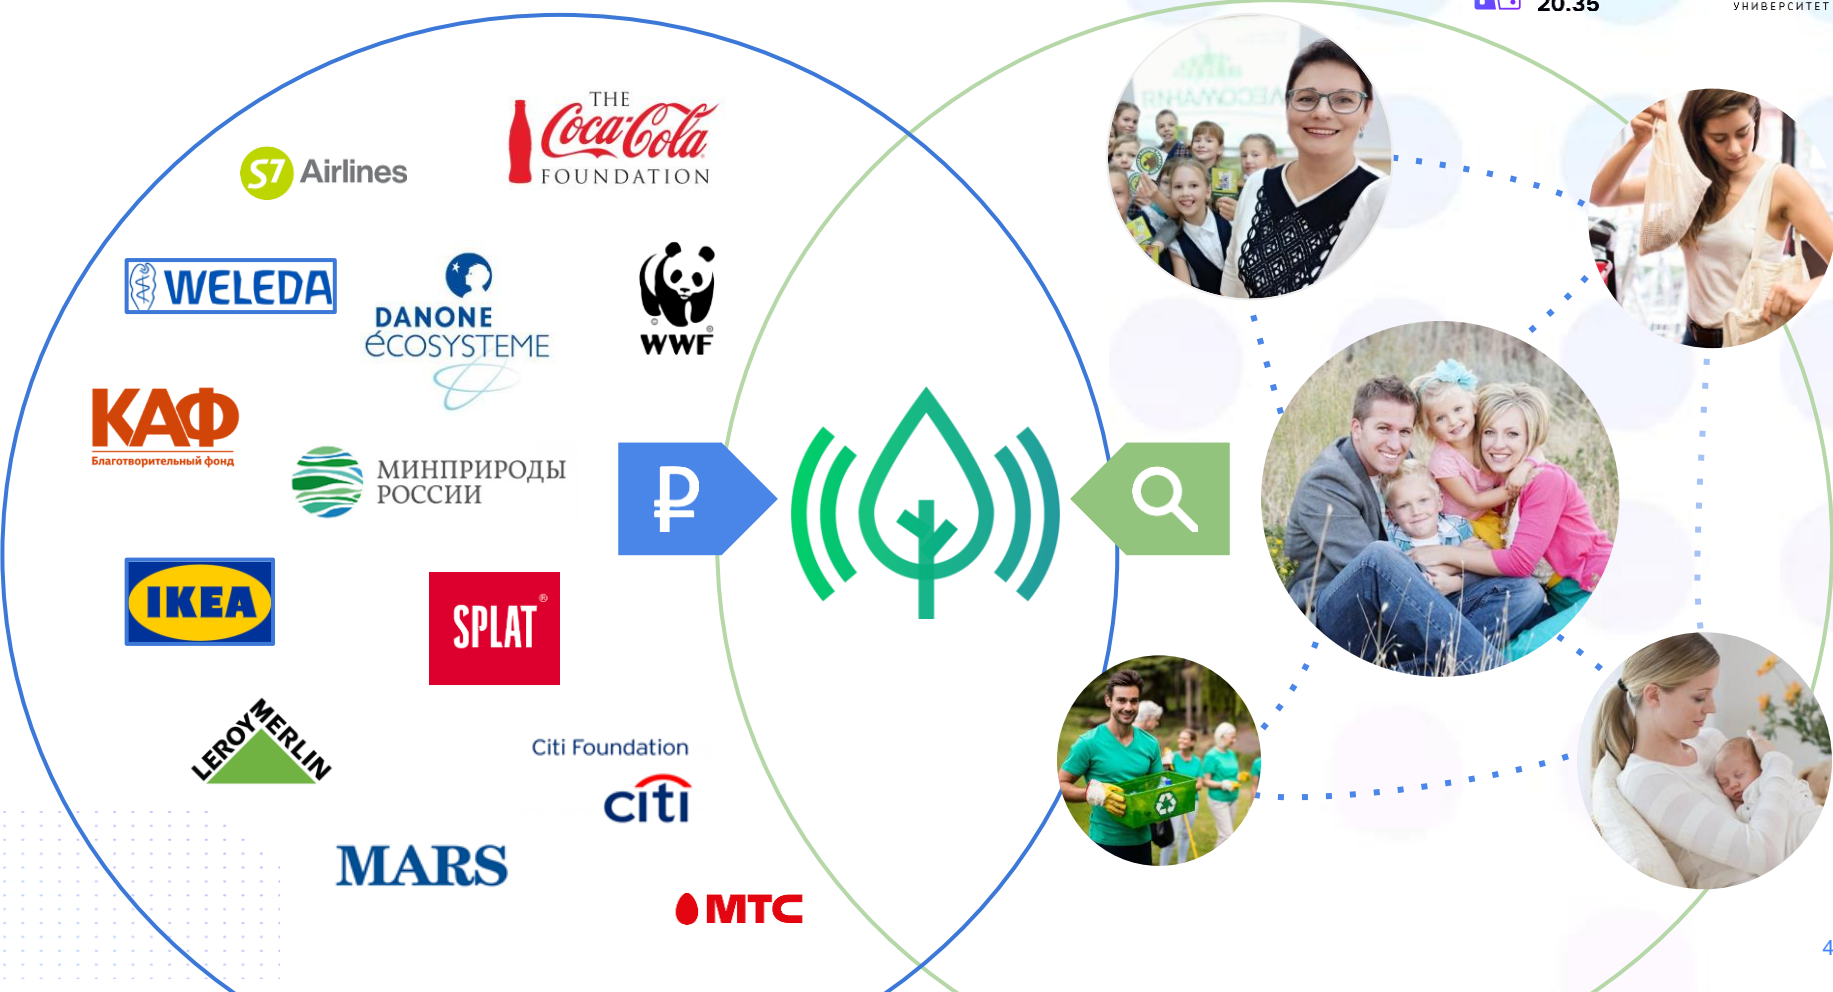 20.35
УНИВЕРСИТЕТ
THE
Coca-Cola
FOUNDATION
S7 Airlines
WELEDA
DANONE
éCOSYSTEME
WWF
КАФ
Благотворительный фонд
МИНПРИРОДЫ
РОССИИ
₽
IKEA
SPLAT
LEROY MERLIN
Citi Foundation
citi
MARS
МТС
4